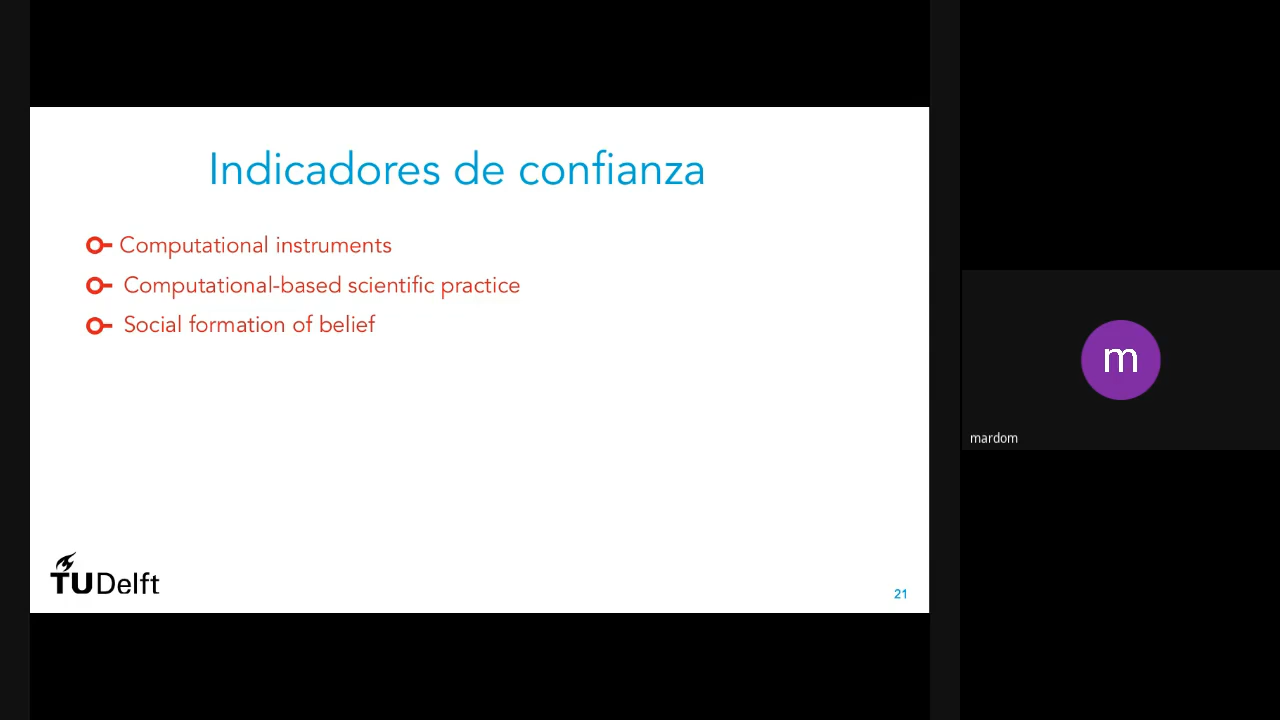 Indicadores de confianza
Computational instruments
Computational-based scientific practice
Social formation of belief
TUDelft
21
m
mardom